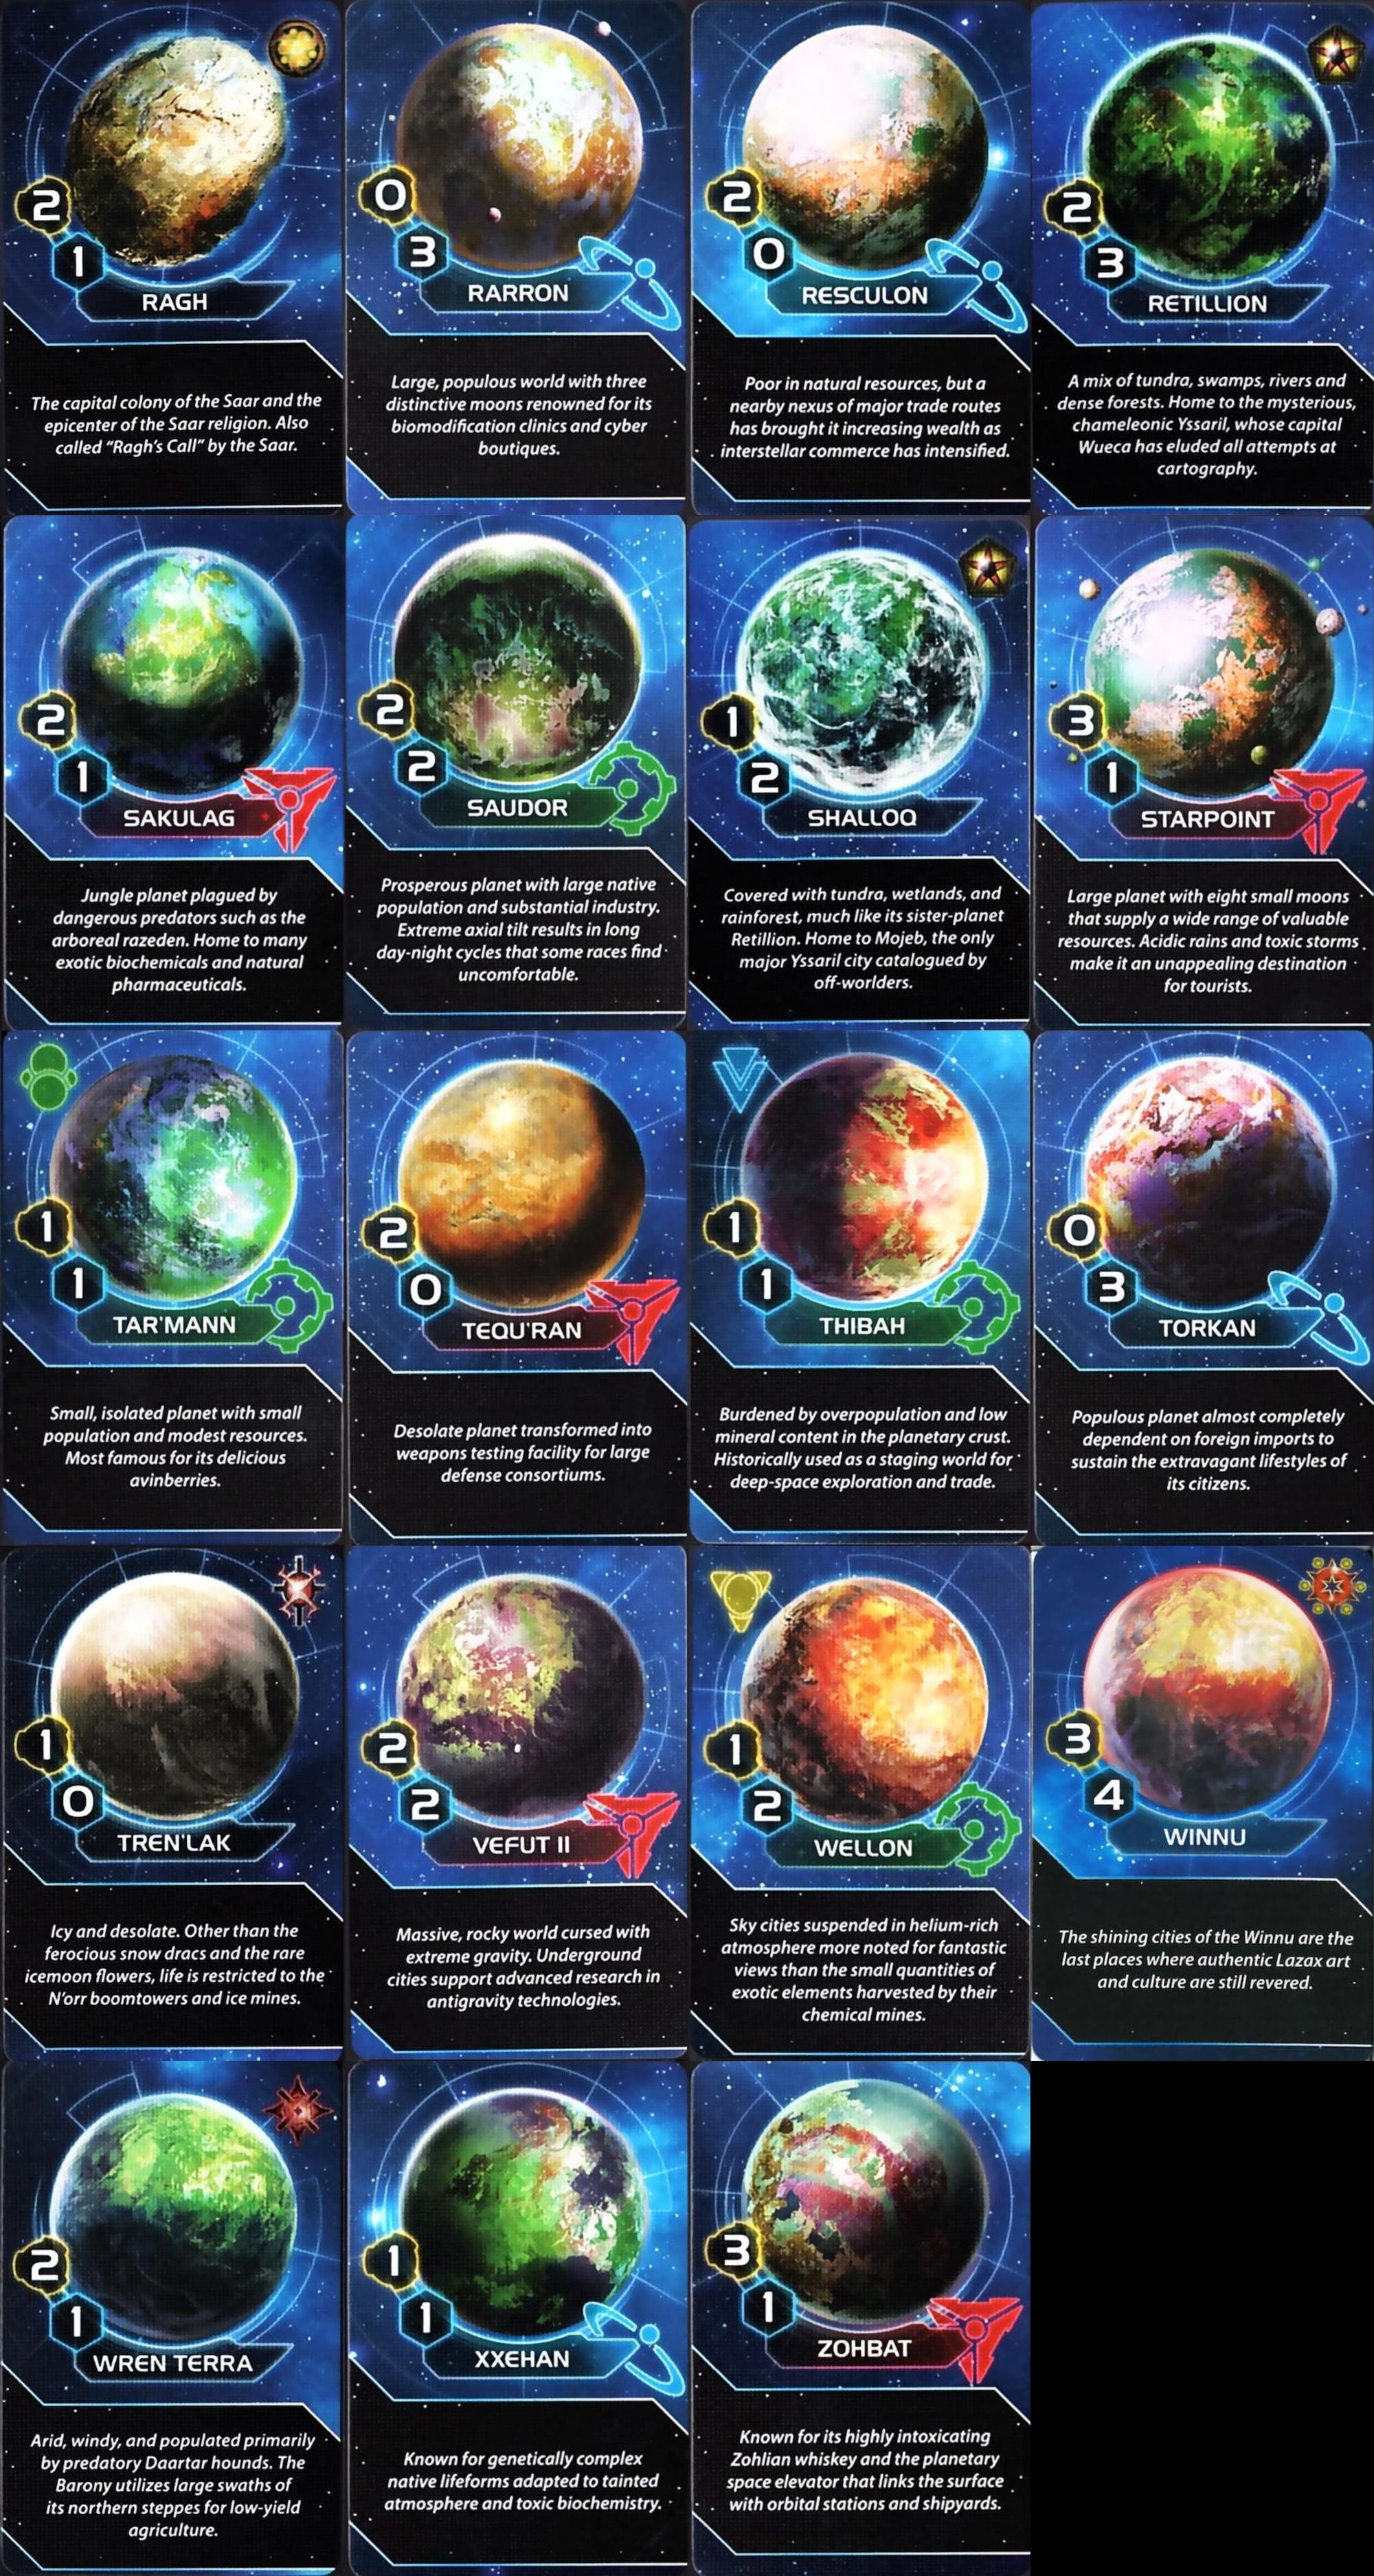 2
1
RAGH
The capital colony of the Saar and the
epicenter of the Saar religion. Also
called "Ragh's Call" by the Saar.
0
3
RARRON
Large, populous world with three
distinctive moons renowned for its
biomodification clinics and cyber
boutiques.
2
0
RESCULON
Poor in natural resources, but a
nearby nexus of major trade routes
has brought it increasing wealth as
interstellar commerce has intensified.
2
3
RETILLION
A mix of tundra, swamps, rivers and
dense forests. Home to the mysterious,
chameleonic Yssaril, whose capital
Wueca has eluded all attempts at
cartography.
2
1
SAKULAG
Jungle planet plagued by
dangerous predators such as the
arboreal razeden. Home to many
exotic biochemicals and natural
pharmaceuticals.
2
2
SAUDOR
Prosperous planet with large native
population and substantial industry.
Extreme axial tilt results in long
day-night cycles that some races find
uncomfortable.
1
2
SHALLOQ
Covered with tundra, wetlands, and
rainforest, much like its sister-planet
Retillion. Home to Mojeb, the only
major Yssaril city catalogued by
off-worlders.
3
1
STARPOINT
Large planet with eight small moons
that supply a wide range of valuable
resources. Acidic rains and toxic storms
make it an unappealing destination
for tourists.
1
1
TAR'MANN
Small, isolated planet with small
population and modest resources.
Most famous for its delicious
avinberries.
2
0
TEQU'RAN
Desolate planet transformed into
weapons testing facility for large
defense consortiums.
1
1
THIBAH
Burdened by overpopulation and low
mineral content in the planetary crust.
Historically used as a staging world for
deep-space exploration and trade.
0
3
TORKAN
Populous planet almost completely
dependent on foreign imports to
sustain the extravagant lifestyles of
its citizens.
1
0
TREN'LAK
Icy and desolate. Other than the
ferocious snow dracs and the rare
icemoon flowers, life is restricted to the
N'orr boomtowers and ice mines.
2
2
VEFUT II
Massive, rocky world cursed with
extreme gravity. Underground
cities support advanced research in
antigravity technologies.
1
2
WELLON
Sky cities suspended in helium-rich
atmosphere more noted for fantastic
views than the small quantities of
exotic elements harvested by their
chemical mines.
3
4
WINNU
The shining cities of the Winnu are the
last places where authentic Lazax art
and culture are still revered.
2
1
WREN TERRA
Arid, windy, and populated primarily
by predatory Daartar hounds. The
Barony utilizes large swaths of
its northern steppes for low-yield
agriculture.
1
1
XXEHAN
Known for genetically complex
native lifeforms adapted to tainted
atmosphere and toxic biochemistry.
3
1
ZOHBAT
Known for its highly intoxicating
Zohlian whiskey and the planetary
space elevator that links the surface
with orbital stations and shipyards.